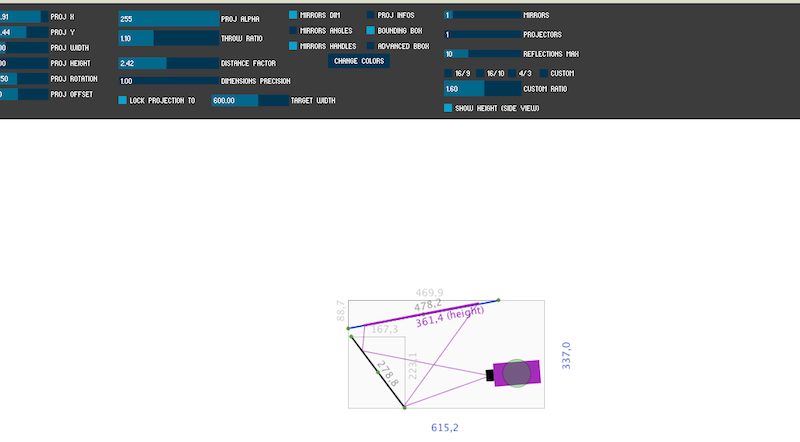 .91 PROJ X
.44 PROJ Y
00 PROJ WIDTH
00 PROJ HEIGHT
50 PROJ ROTATION
0 PROJ OFFSET
255 PROJ ALPHA
1.10 THROW RATIO
2.42 DISTANCE FACTOR
1.00 DIMENSIONS PRECISION
LOCK PROJECTION TO 600.00 TARGET WIDTH
MIRRORS DIM PROJ INFOS
MIRRORS ANGLES BOUNDING BOX
MIRRORS HANDLES ADVANCED BBOX
CHANGE COLORS
1 MIRRORS
1 PROJECTORS
10 REFLECTIONS MAX
16/9 16/10 4/3 CUSTOM
1.60 CUSTOM RATIO
SHOW HEIGHT (SIDE VIEW)
469,9
88,7
478,2
361,4 (height)
167,3
223,1
278,8
337,0
615,2